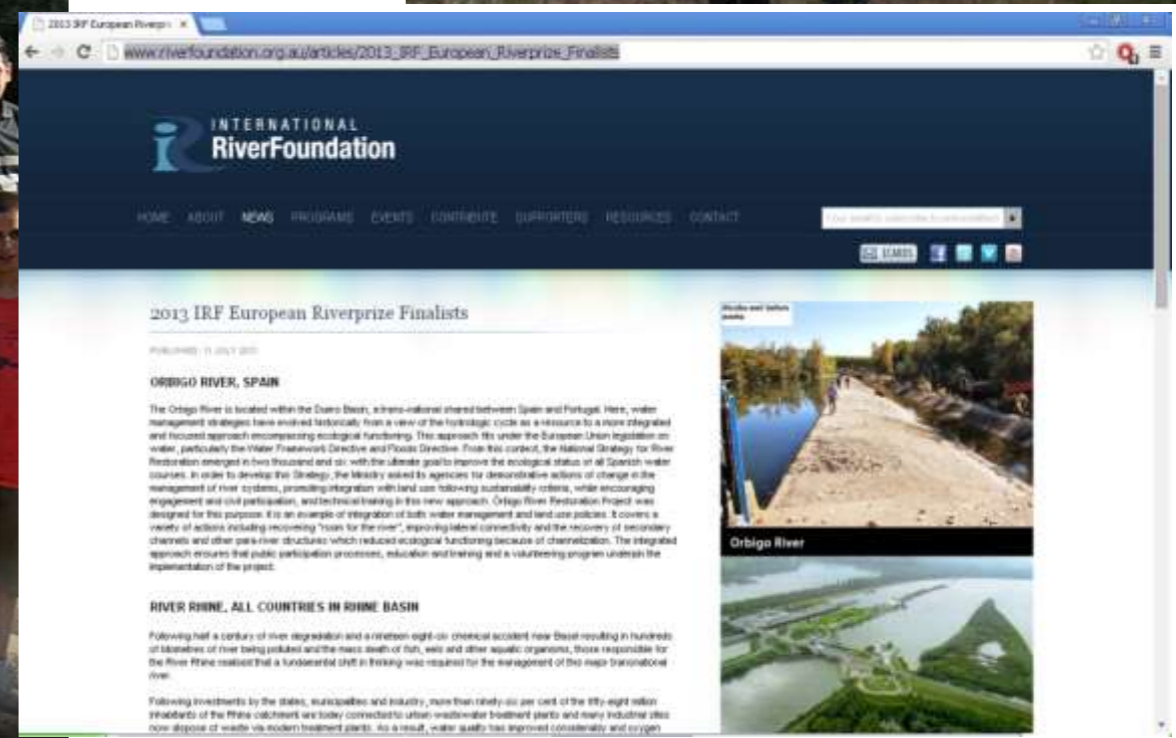 2013 IRF European Riverpri
www.riverfoundation.org.au/articles/2013_IRF_European_Riverprize_Finalists
INTERNATIONAL
RiverFoundation
HOME ABOUT NEWS PROGRAMS EVENTS CONTRIBUTE SUPPORTERS RESOURCES CONTACT
2013 IRF European Riverprize Finalists
PUBLISHED: 11 JULY 2013
ORBIGO RIVER, SPAIN
The Orbigo River is located within the Duero Basin, a trans-national shared between Spain and Portugal. Here, water
management strategies have evolved historically from a view of the hydrologic cycle as a resource to a more integrated
and focused approach encompassing ecological functioning. This approach fits under the European Union legislation on
water, particularly the Water Framework Directive and Floods Directive. From this context, the National Strategy for River
Restoration emerged in two thousand and six with the ultimate goal to improve the ecological status of all Spanish water
courses. In order to develop this Strategy, the Ministry asked its agencies for demonstrative actions of change in the
management of river systems, promoting integration with land use following sustainability criteria, while encouraging
engagement and civil participation, and technical training in this new approach. Órbigo River Restoration Project was
designed for this purpose. It is an example of integration of both water management and land use policies. It covers a
variety of actions including recovering "room for the river", improving lateral connectivity and the recovery of secondary
channels and other para-river structures which reduced ecological functioning because of channelization. The integrated
approach ensures that public participation processes, education and training and a volunteering program underpin the
implementation of the project.
Orbigo River
RIVER RHINE, ALL COUNTRIES IN RHINE BASIN
Following half a century of river degradation and a nineteen eight-six chemical accident near Basel resulting in hundreds
of kilometres of river being polluted and the mass death of fish, eels and other aquatic organisms, those responsible for
the River Rhine realised that a fundamental shift in thinking was required for the management of this major transnational
river.
Following investments by the states, municipalities and industry, more than ninety-six per cent of the fifty-eight million
inhabitants of the Rhine catchment are today connected to urban wastewater treatment plants and many industrial sites
now dispose of waste via modern treatment plants. As a result, water quality has improved considerably and oxygen